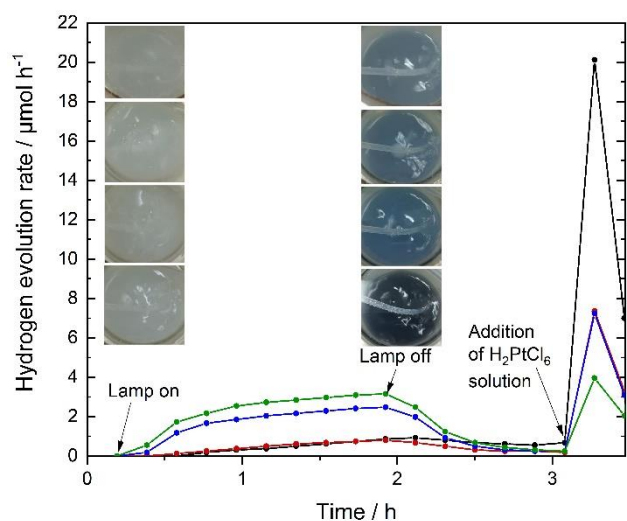 Hydrogen evolution rate / µmol h⁻¹
22
20
18
16
14
12
10
8
6
4
2
0
Lamp on
Lamp off
Addition
of H₂PtCl₆
solution
0
1
2
3
Time / h